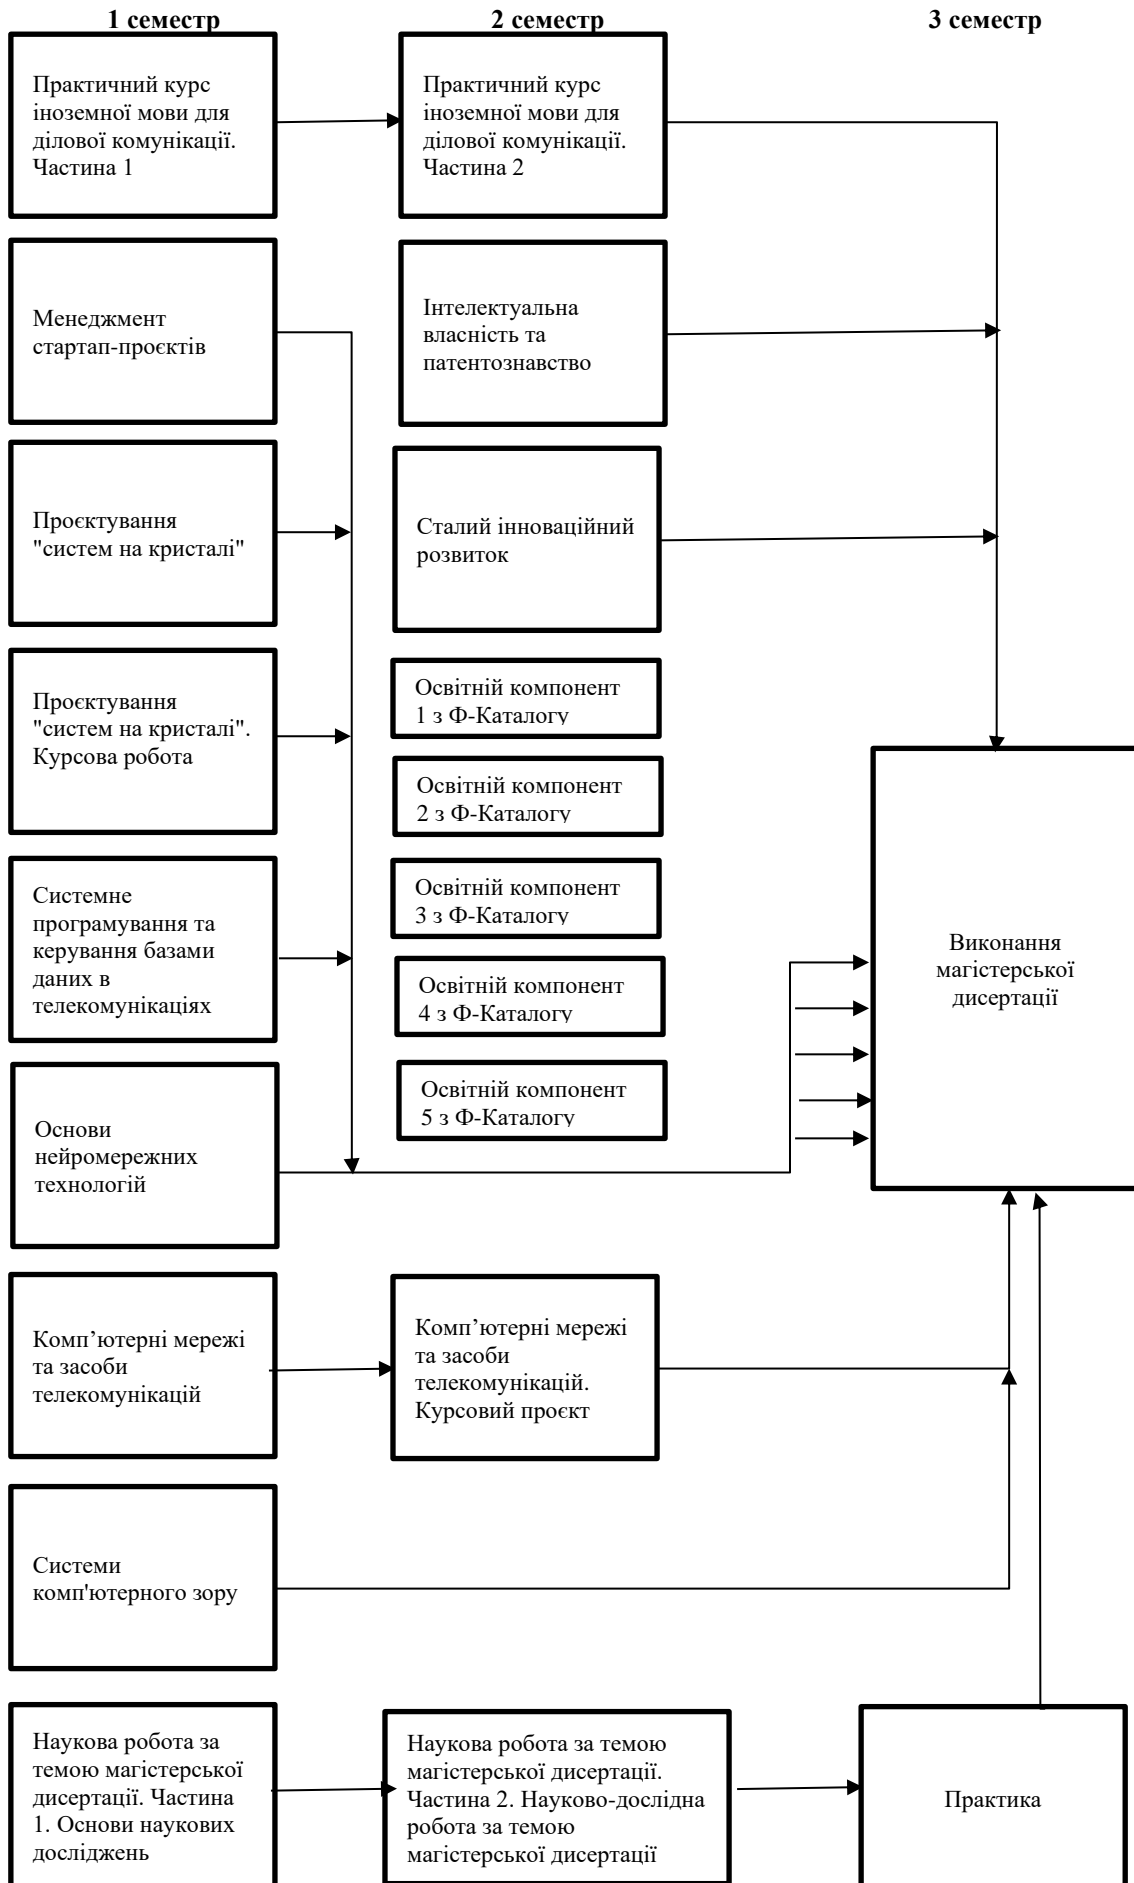 1 семестр
2 семестр
3 семестр
Практичний курс
іноземної мови для
ділової комунікації.
Частина 1
Практичний курс
іноземної мови для
ділової комунікації.
Частина 2
Менеджмент
стартап-проєктів
Інтелектуальна
власність та
патентознавство
Проєктування
"систем на кристалі"
Сталий інноваційний
розвиток
Проєктування
"систем на кристалі".
Курсова робота
Освітній компонент
1 з Ф-Каталогу
Освітній компонент
2 з Ф-Каталогу
Системне
програмування та
керування базами
даних в
телекомунікаціях
Освітній компонент
3 з Ф-Каталогу
Освітній компонент
4 з Ф-Каталогу
Виконання
магістерської
дисертації
Основи
нейромережних
технологій
Освітній компонент
5 з Ф-Каталогу
Комп’ютерні мережі
та засоби
телекомунікацій
Комп’ютерні мережі
та засоби
телекомунікацій.
Курсовий проєкт
Системи
комп'ютерного зору
Наукова робота за
темою магістерської
дисертації. Частина
1. Основи наукових
досліджень
Наукова робота за темою
магістерської дисертації.
Частина 2. Науково-дослідна
робота за темою
магістерської дисертації
Практика